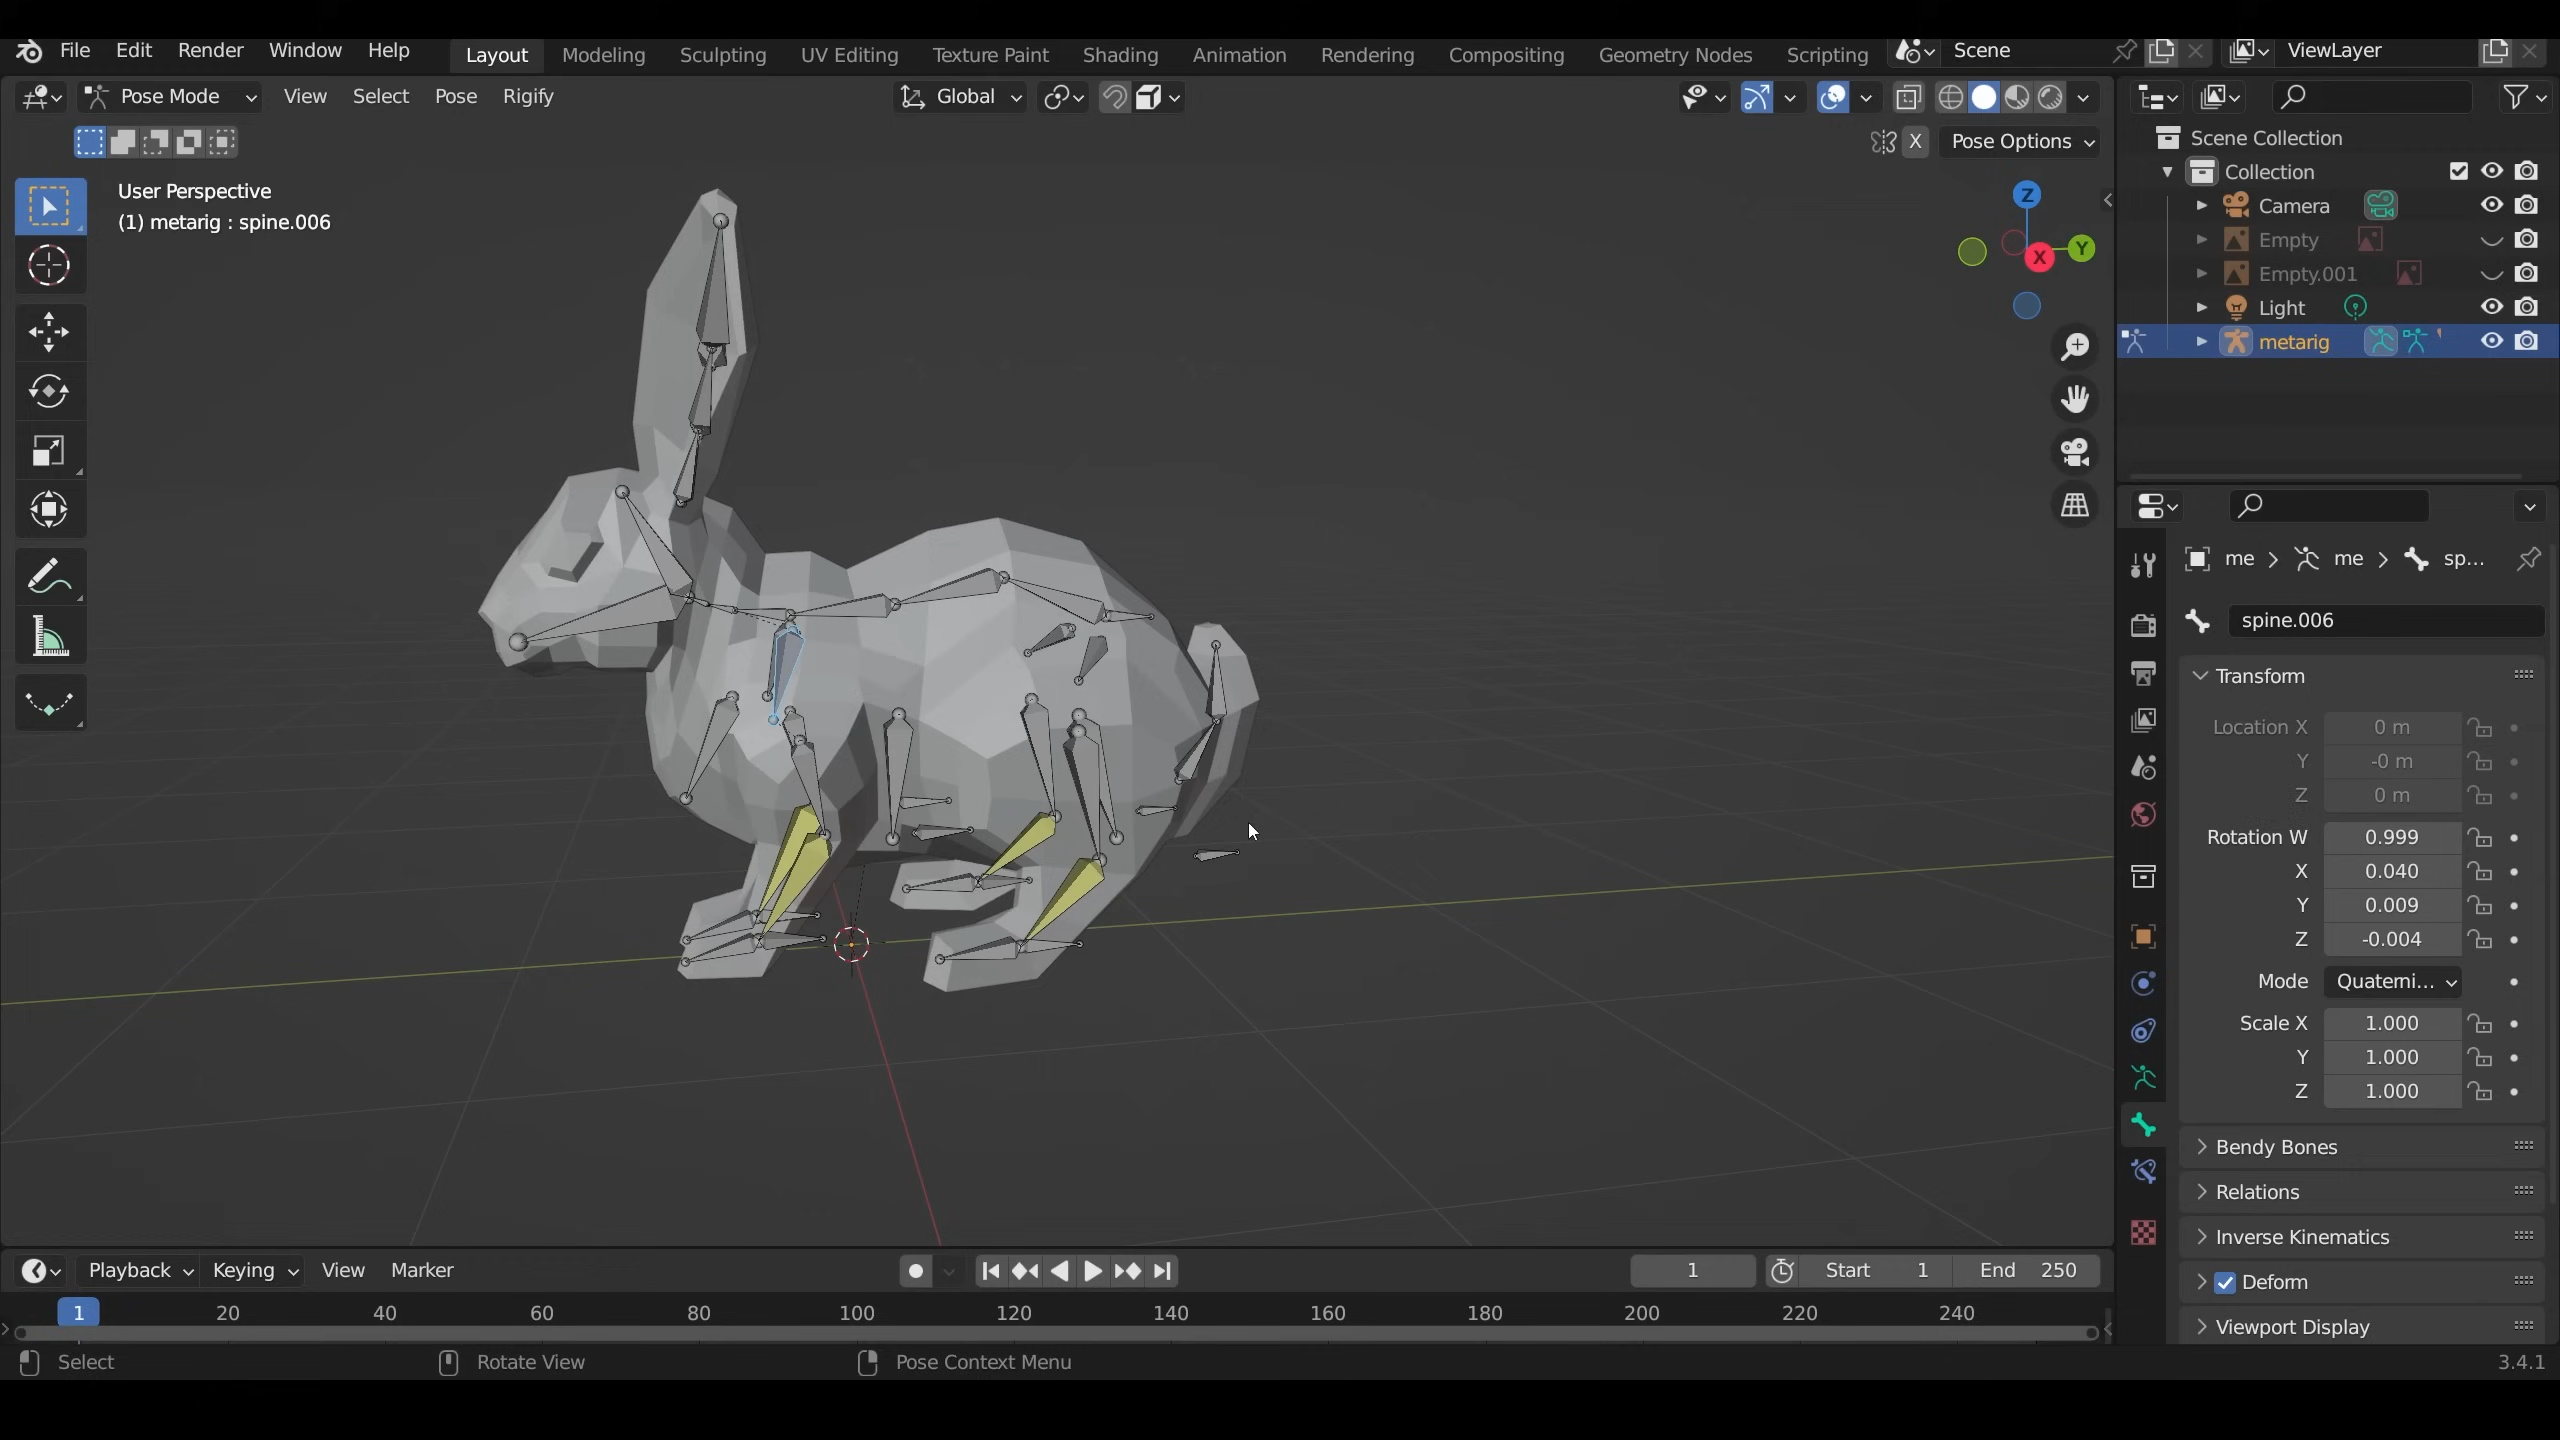 File Edit Render Window Help Layout Modeling Sculpting UV Editing Texture Paint Shading Animation Rendering Compositing Geometry Nodes Scripting Scene ViewLayer
Pose Mode View Select Pose Rigify Global
X Pose Options
User Perspective
(1) metarig : spine.006
Z
Y
X
Scene Collection
Collection
Camera
Empty
Empty.001
Light
metarig
me > me > sp...
spine.006
Transform
Location X 0 m
Y -0 m
Z 0 m
Rotation W 0.999
X 0.040
Y 0.009
Z -0.004
Mode Quaterni...
Scale X 1.000
Y 1.000
Z 1.000
Bendy Bones
Relations
Inverse Kinematics
Deform
Viewport Display
Playback Keying View Marker 1 Start 1 End 250
1 20 40 60 80 100 120 140 160 180 200 220 240
Select Rotate View Pose Context Menu 3.4.1